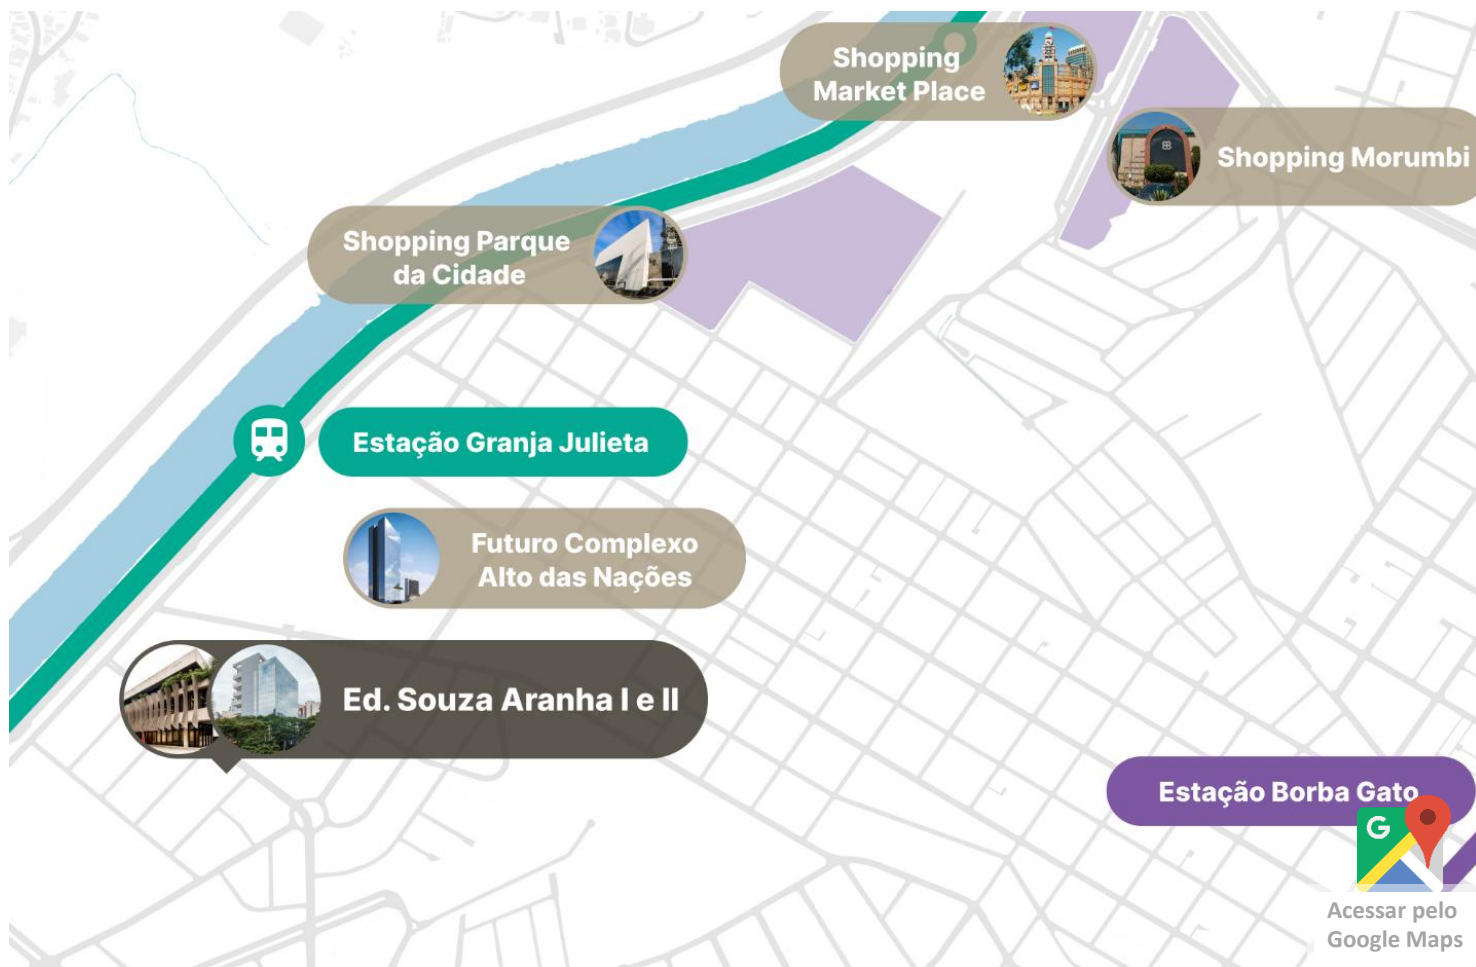 Shopping
Market Place
Shopping Morumbi
Shopping Parque
da Cidade
Estação Granja Julieta
Futuro Complexo
Alto das Nações
Ed. Souza Aranha I e II
Estação Borba Gato
G
Acessar pelo
Google Maps